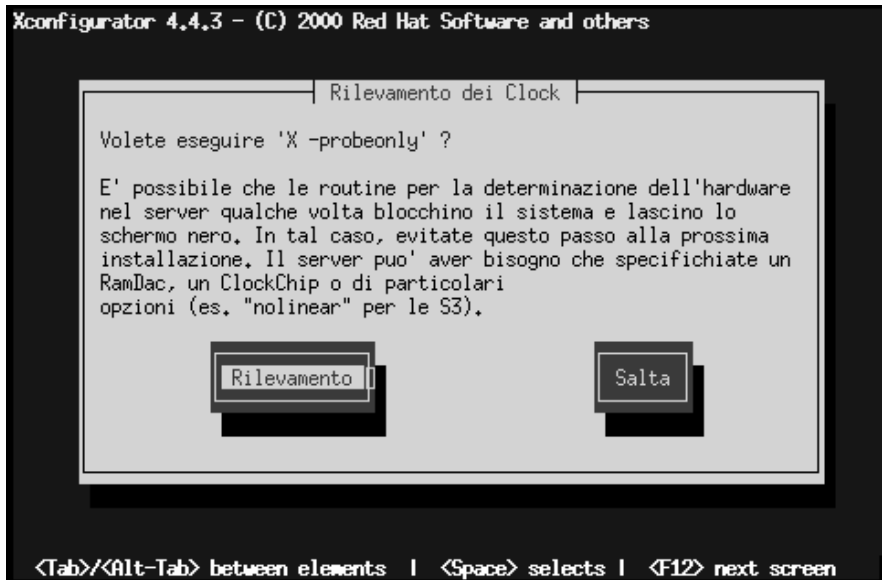 Xconfigurator 4.4.3 - (C) 2000 Red Hat Software and others
Rilevamento dei Clock
Volete eseguire 'X -probeonly' ?
E' possibile che le routine per la determinazione dell'hardware
nel server qualche volta blocchino il sistema e lascino lo
schermo nero. In tal caso, evitate questo passo alla prossima
installazione. Il server puo' aver bisogno che specifichiate un
RamDac, un ClockChip o di particolari
opzioni (es. "nolinear" per le S3).
Rilevamento
Salta
<Tab>/<Alt-Tab> between elements | <Space> selects | <F12> next screen